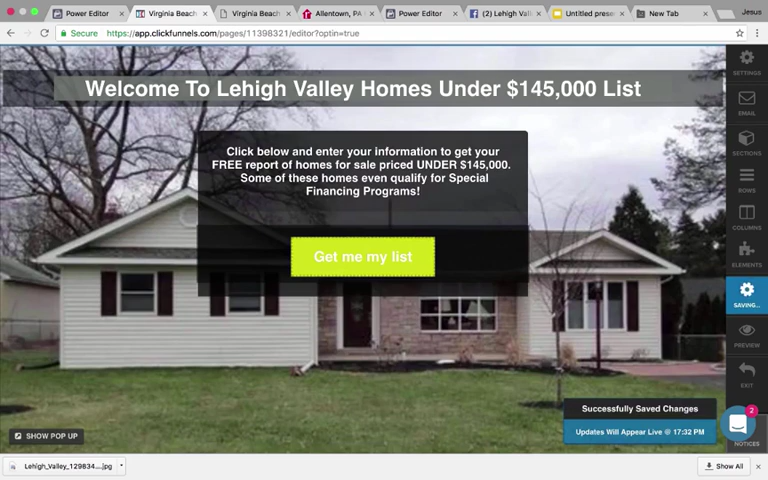 Power Editor
Virginia Beach
Virginia Beach
Allentown, PA
Power Editor
(2) Lehigh Vall
Untitled prese
New Tab
Jesus
Secure
https://app.clickfunnels.com/pages/11398321/editor?optin=true
Welcome To Lehigh Valley Homes Under $145,000 List
Click below and enter your information to get your
FREE report of homes for sale priced UNDER $145,000.
Some of these homes even qualify for Special
Financing Programs!
Get me my list
SETTINGS
EMAIL
SECTIONS
ROWS
COLUMNS
ELEMENTS
SAVING...
PREVIEW
EXIT
2
NOTICES
Successfully Saved Changes
Updates Will Appear Live @ 17:32 PM
SHOW POP UP
Lehigh_Valley_129834....jpg
Show All